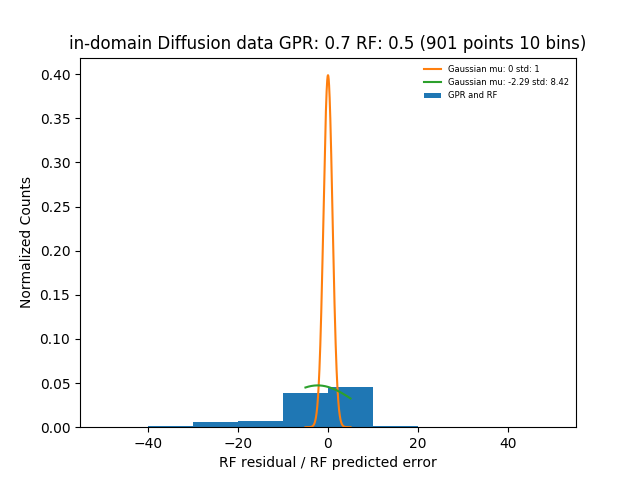 in-domain Diffusion data GPR: 0.7 RF: 0.5 (901 points 10 bins)
Gaussian mu: 0 std: 1
Gaussian mu: -2.29 std: 8.42
GPR and RF
0.40
0.35
0.30
0.25
0.20
0.15
0.10
0.05
0.00
Normalized Counts
−40 −20 0 20 40
RF residual / RF predicted error